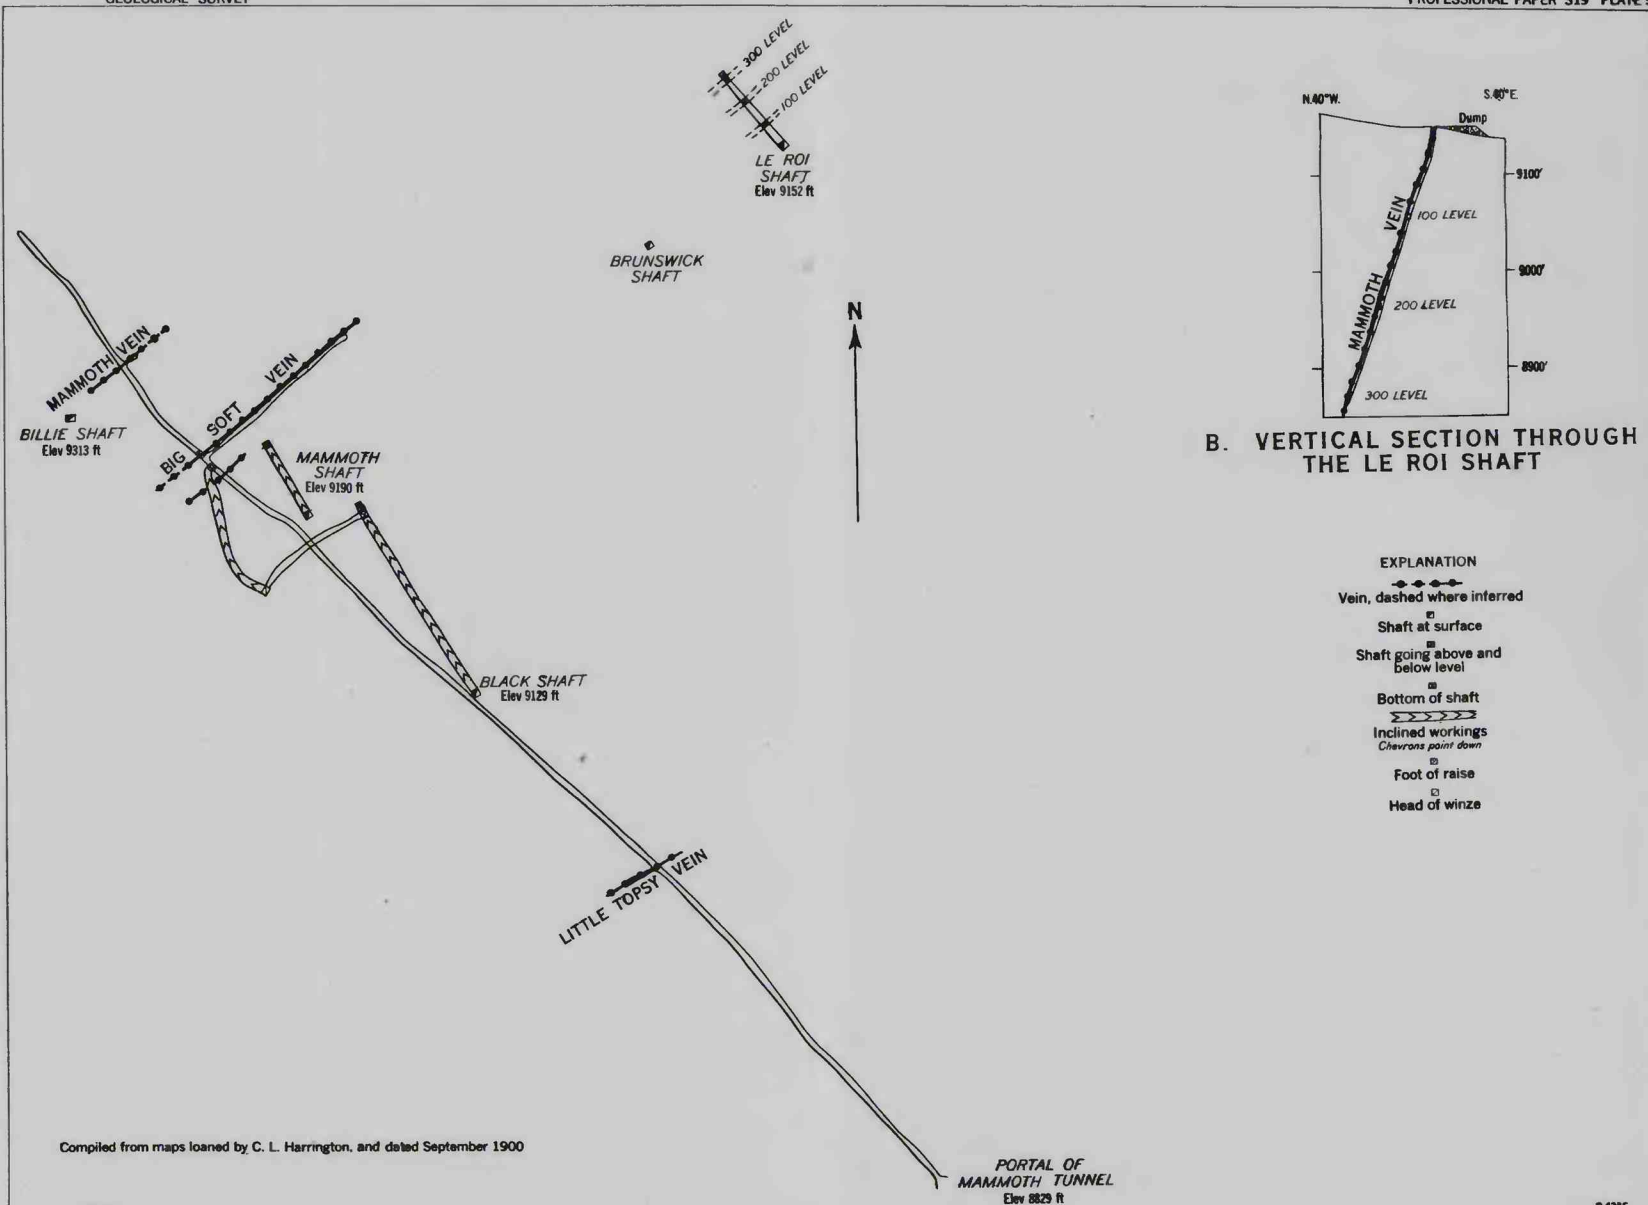 GEOLOGICAL SURVEY
PROFESSIONAL PAPER 319 PLATE
300 LEVEL
200 LEVEL
100 LEVEL
LE ROI
SHAFT
Elev 9152 ft
BRUNSWICK
SHAFT
N
MAMMOTH VEIN
BILLIE SHAFT
Elev 9313 ft
BIG SOFT VEIN
MAMMOTH
SHAFT
Elev 9190 ft
BLACK SHAFT
Elev 9129 ft
LITTLE TOPSY VEIN
PORTAL OF
MAMMOTH TUNNEL
Elev 8829 ft
Compiled from maps loaned by C. L. Harrington, and dated September 1900
N.40°W.
S.40°E.
Dump
9100'
MAMMOTH VEIN
100 LEVEL
9000'
200 LEVEL
8900'
300 LEVEL
B. VERTICAL SECTION THROUGH
THE LE ROI SHAFT
EXPLANATION
Vein, dashed where inferred
Shaft at surface
Shaft going above and
below level
Bottom of shaft
Inclined workings
Chevrons point down
Foot of raise
Head of winze